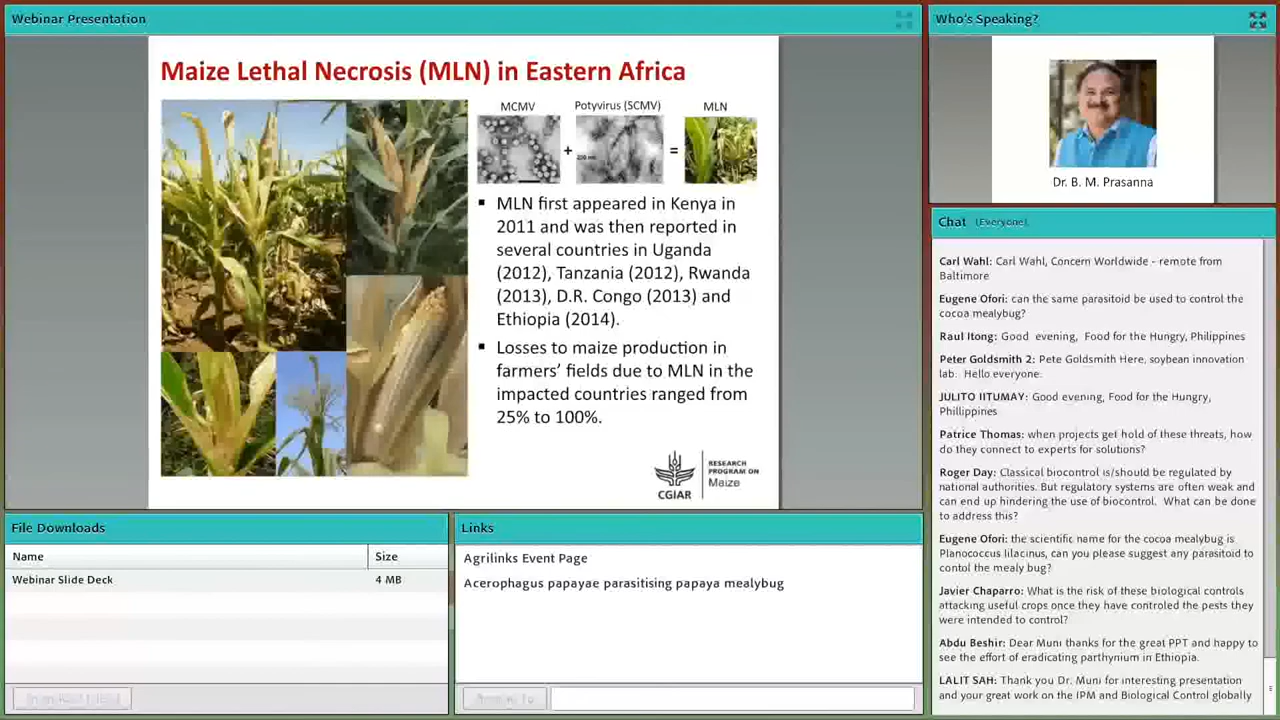 Webinar Presentation
Maize Lethal Necrosis (MLN) in Eastern Africa
MCMV
Potyvirus (SCMV)
MLN
+
=
▪ MLN first appeared in Kenya in
2011 and was then reported in
several countries in Uganda
(2012), Tanzania (2012), Rwanda
(2013), D.R. Congo (2013) and
Ethiopia (2014).
▪ Losses to maize production in
farmers' fields due to MLN in the
impacted countries ranged from
25% to 100%.
CGIAR
RESEARCH
PROGRAM ON
Maize
Who's Speaking?
Dr. B. M. Prasanna
Chat (Everyone)
Carl Wahl: Carl Wahl, Concern Worldwide - remote from
Baltimore
Eugene Ofori: can the same parasitoid be used to control the
cocoa mealybug?
Raul Itong: Good evening, Food for the Hungry, Philippines
Peter Goldsmith 2: Pete Goldsmith Here, soybean innovation
lab. Hello everyone.
JULITO IITUMAY: Good evening, Food for the Hungry,
Phillippines
Patrice Thomas: when projects get hold of these threats, how
do they connect to experts for solutions?
Roger Day: Classical biocontrol is/should be regulated by
national authorities. But regulatory systems are often weak and
can end up hindering the use of biocontrol. What can be done
to address this?
Eugene Ofori: the scientific name for the cocoa mealybug is
Planococcus lilacinus, can you please suggest any parasitoid to
contol the mealy bug?
Javier Chaparro: What is the risk of these biological controls
attacking useful crops once they have controled the pests they
were intended to control?
Abdu Beshir: Dear Muni thanks for the great PPT and happy to
see the effort of eradicating parthynium in Ethiopia.
LALIT SAH: Thank you Dr. Muni for interesting presentation
and your great work on the IPM and Biological Control globally
File Downloads
Name
Size
Webinar Slide Deck
4 MB
Links
Agrilinks Event Page
Acerophagus papayae parasitising papaya mealybug